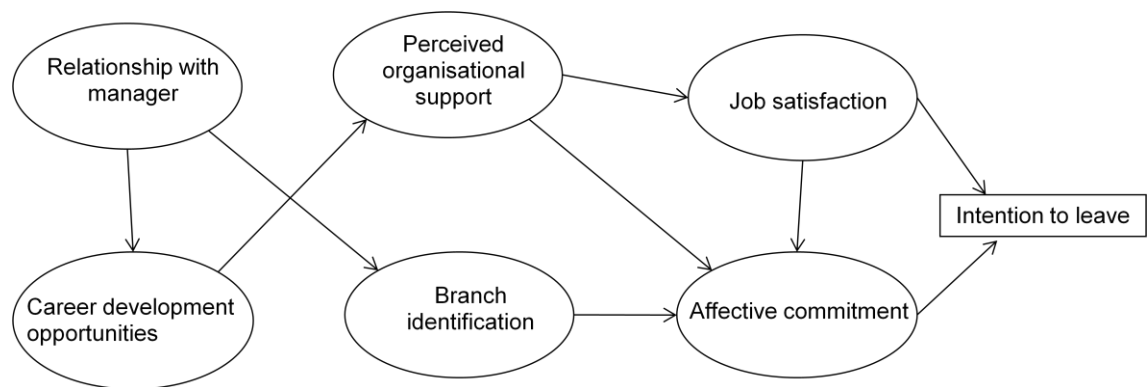 Relationship with
manager
Perceived
organisational
support
Job satisfaction
Intention to leave
Career development
opportunities
Branch
identification
Affective commitment